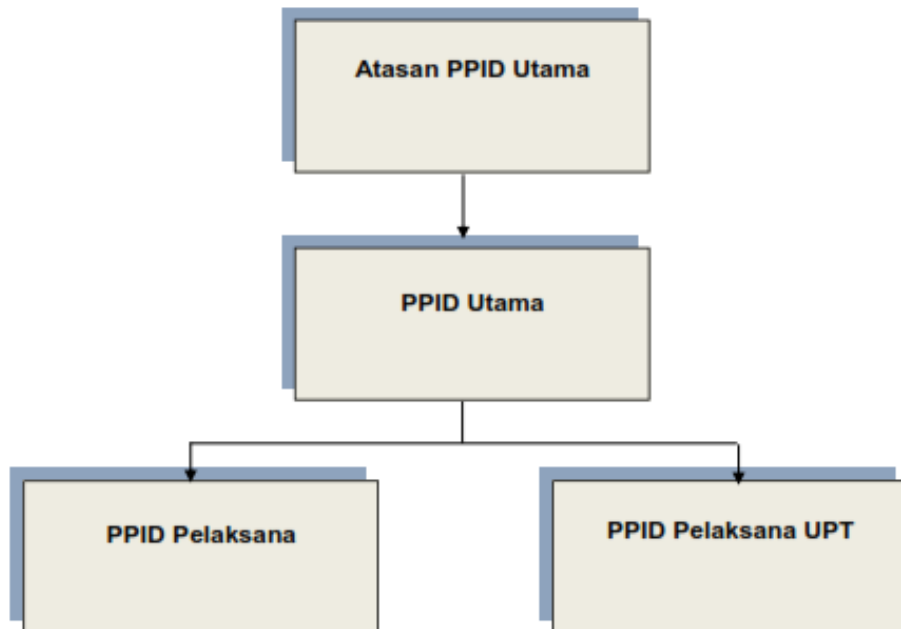 Atasan PPID Utama
PPID Utama
PPID Pelaksana
PPID Pelaksana UPT